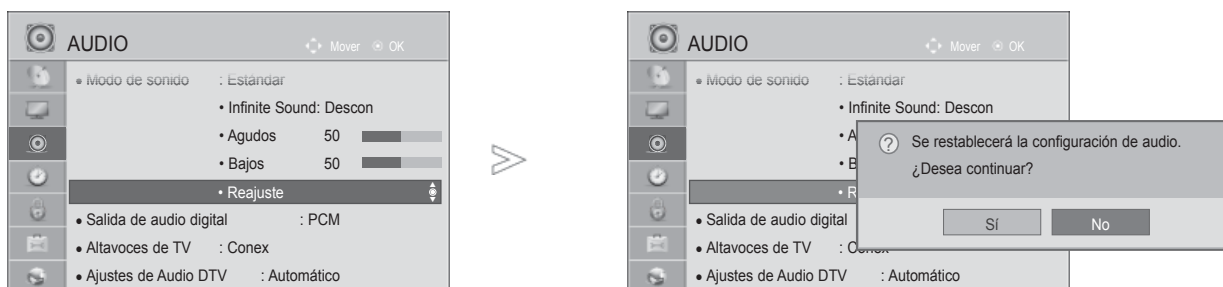 AUDIO
Mover OK
• Modo de sonido : Estándar
• Infinite Sound: Descon
• Agudos 50
• Bajos 50
• Reajuste
• Salida de audio digital : PCM
• Altavoces de TV : Conex
• Ajustes de Audio DTV : Automático
AUDIO
Mover OK
• Modo de sonido : Estándar
• Infinite Sound: Descon
• A
• B
• R
• Salida de audio digital
• Altavoces de TV : Conex
• Ajustes de Audio DTV : Automático
? Se restablecerá la configuración de audio.
¿Desea continuar?
Sí No